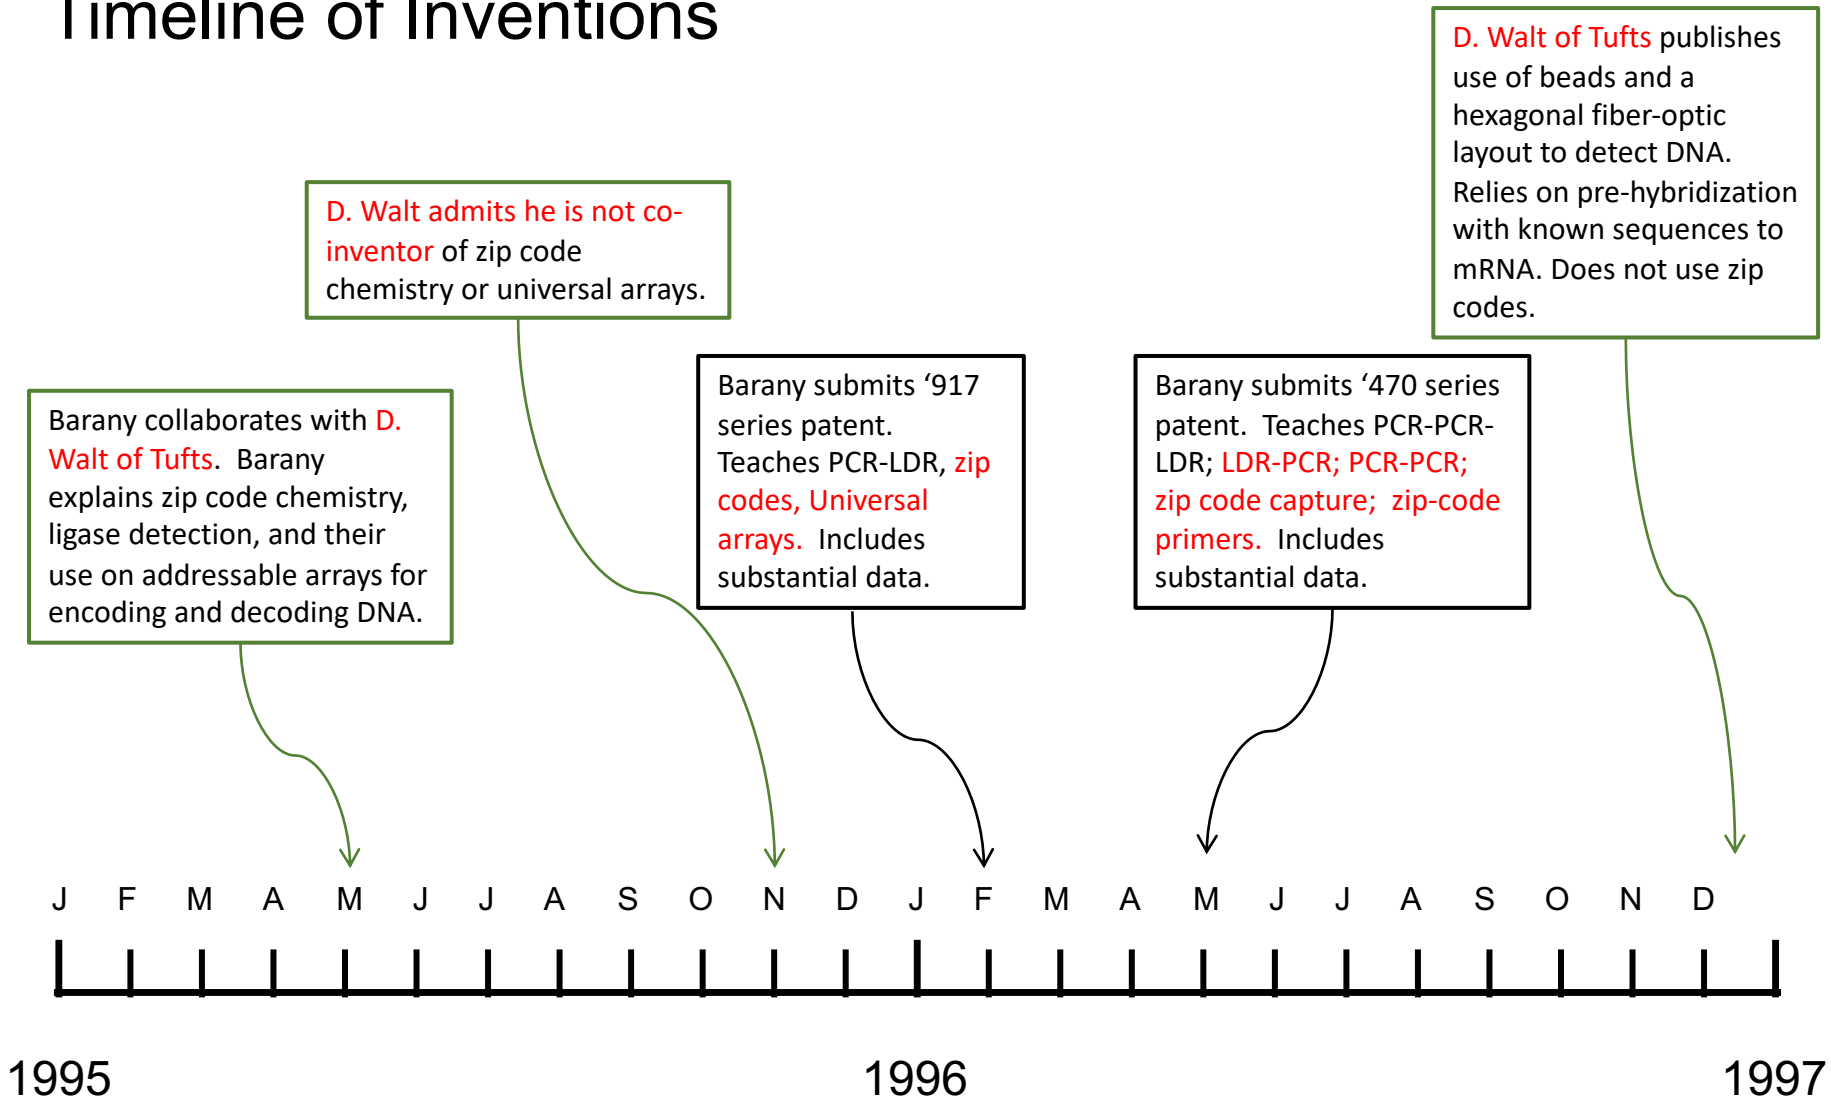 Timeline of Inventions
D. Walt of Tufts publishes
use of beads and a
hexagonal fiber-optic
layout to detect DNA.
Relies on pre-hybridization
with known sequences to
mRNA. Does not use zip
codes.
D. Walt admits he is not co-
inventor of zip code
chemistry or universal arrays.
Barany submits ‘917
series patent.
Teaches PCR-LDR, zip
codes, Universal
arrays.  Includes
substantial data.
Barany submits ‘470 series
patent.  Teaches PCR-PCR-
LDR; LDR-PCR; PCR-PCR;
zip code capture;  zip-code
primers.  Includes
substantial data.
Barany collaborates with D.
Walt of Tufts.  Barany
explains zip code chemistry,
ligase detection, and their
use on addressable arrays for
encoding and decoding DNA.
J F M A M J J A S O N D J F M A M J J A S O N D
1995 1996 1997